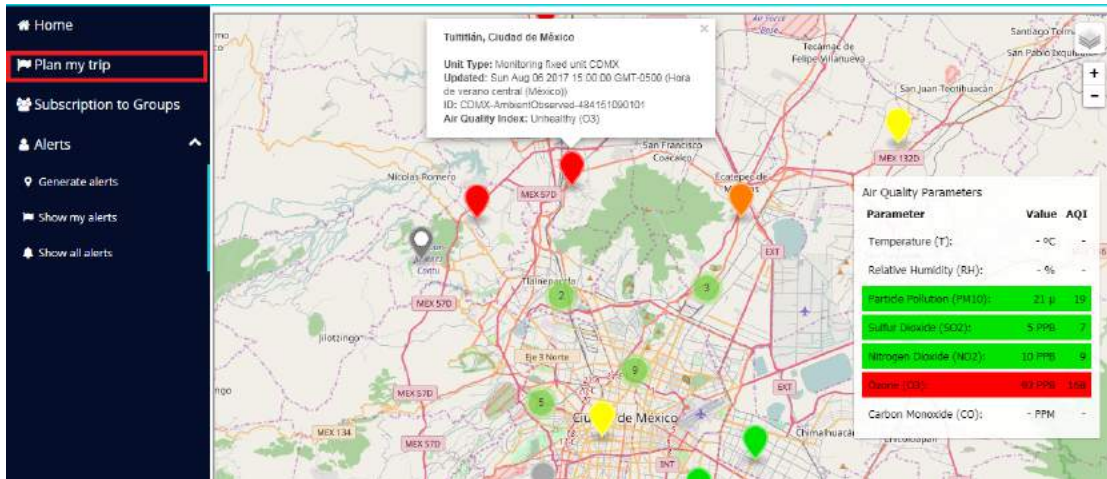 Home
Plan my trip
Subscription to Groups
Alerts
Generate alerts
Show my alerts
Show all alerts
Tultitlán, Ciudad de México
×
Unit Type: Monitoring fixed unit CDMX
Updated: Sun Aug 06 2017 15:00:00 GMT-0500 (Hora
de verano central (México))
ID: CDMX-AmbientObserved-484151090101
Air Quality Index: Unhealthy (O3)
Tecámac de
Felipe Villanueva
Santiago
San Pablo
+
-
San Juan Teotihuacán
MEX 132D
San Francisco
Coacalco
Nicolás Romero
MEX 57D
Ecatepec de
EXT
Tlalnepantla
2
3
MEX 57D
Jilotzingo
Eje 3 Norte
9
5
MEX 57D
EXT
Ciudad de México
MEX 134
MEX 57D
INT
Air Quality Parameters
Parameter Value AQI
Temperature (T): - ºC -
Relative Humidity (RH): - % -
Particle Pollution (PM10): 21 µ 19
Sulfur Dioxide (SO2): 5 PPB 7
Nitrogen Dioxide (NO2): 10 PPB 9
Ozone (O3): 93 PPB 168
Carbon Monoxide (CO): - PPM -